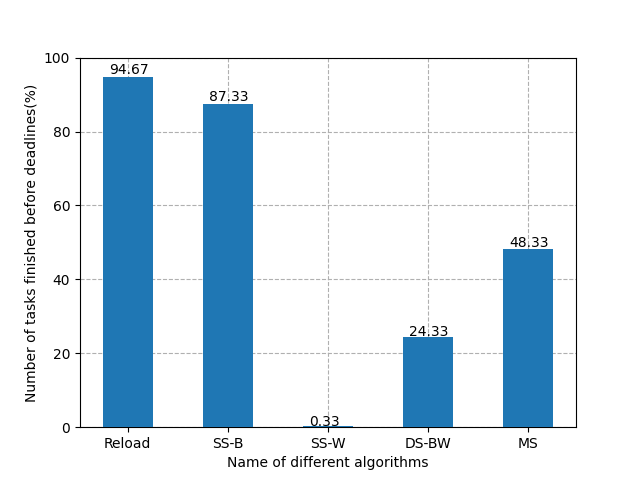 Number of tasks finished before deadlines(%)
100
80
60
40
20
0
94.67
87.33
0.33
24.33
48.33
Reload
SS-B
SS-W
DS-BW
MS
Name of different algorithms